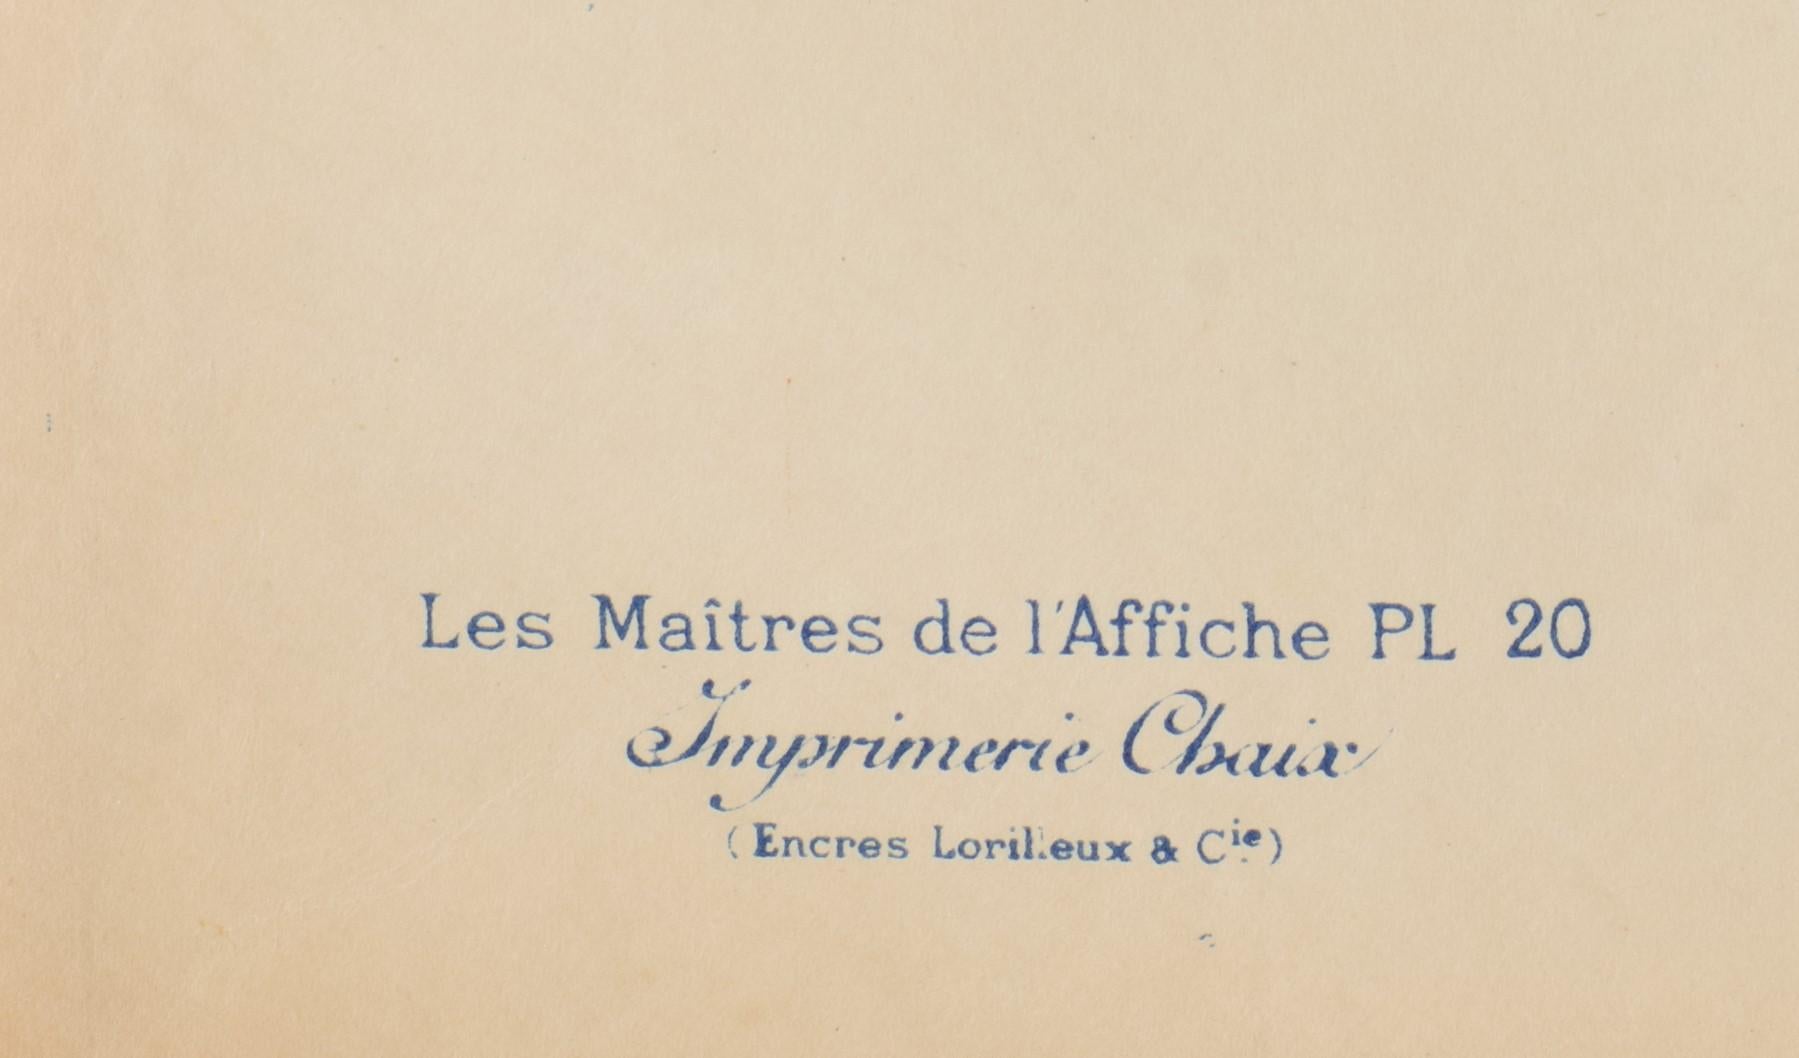 Les Maîtres de l'Affiche PL 20
Imprimerie Chaix
(Encres Lorilleux & Cie)